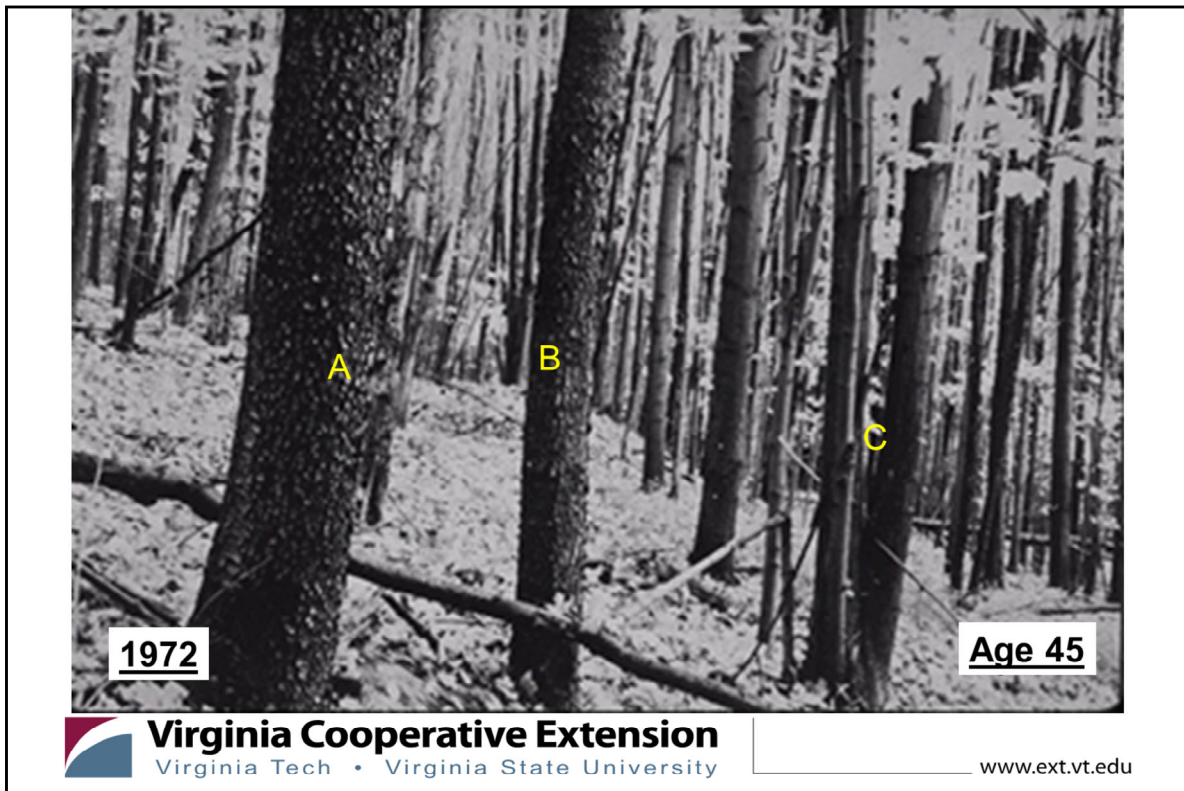 A
B
C
1972
Age 45
Virginia Cooperative Extension
Virginia Tech • Virginia State University
www.ext.vt.edu